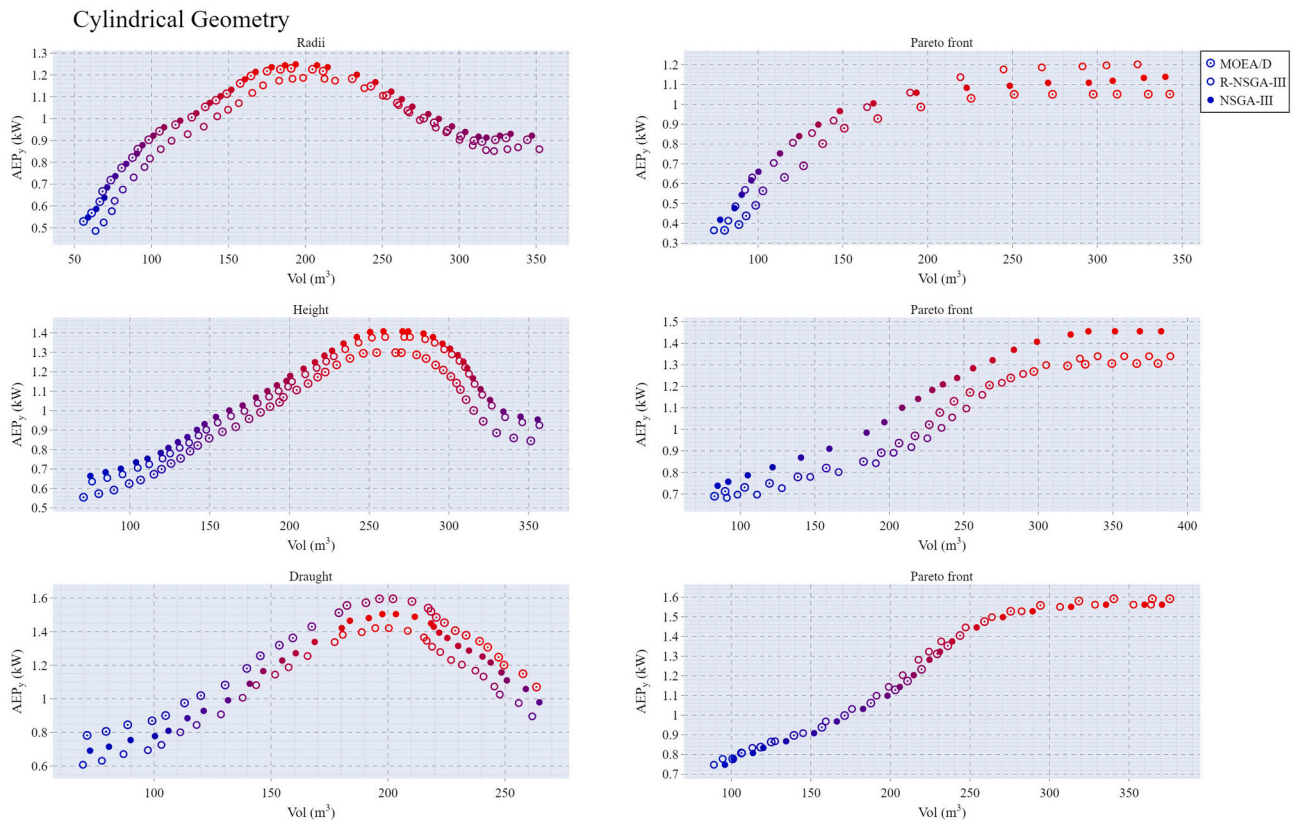 Cylindrical Geometry
Radii
1.3
1.2
1.1
1
0.9
0.8
0.7
0.6
0.5
AEPy (kW)
50 100 150 200 250 300 350
Vol (m³)
Pareto front
1.2
1.1
1
0.9
0.8
0.7
0.6
0.5
0.4
0.3
AEPy (kW)
100 150 200 250 300 350
Vol (m³)
MOEA/D
R-NSGA-III
NSGA-III
Height
1.4
1.3
1.2
1.1
1
0.9
0.8
0.7
0.6
0.5
AEPy (kW)
100 150 200 250 300 350
Vol (m³)
Pareto front
1.5
1.4
1.3
1.2
1.1
1
0.9
0.8
0.7
AEPy (kW)
100 150 200 250 300 350 400
Vol (m³)
Draught
1.6
1.4
1.2
1
0.8
0.6
AEPy (kW)
100 150 200 250
Vol (m³)
Pareto front
1.6
1.5
1.4
1.3
1.2
1.1
1
0.9
0.8
0.7
AEPy (kW)
100 150 200 250 300 350
Vol (m³)